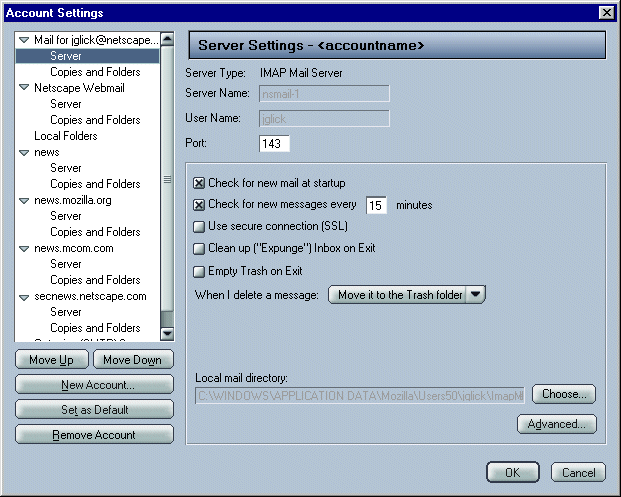 Account Settings
Mail for jglick@netscape...
Server
Copies and Folders
Netscape Webmail
Server
Copies and Folders
Local Folders
news
Server
Copies and Folders
news.mozilla.org
Server
Copies and Folders
news.mcom.com
Server
Copies and Folders
secnews.netscape.com
Server
Copies and Folders
Move Up Move Down
New Account...
Set as Default
Remove Account
Server Settings - <accountname>
Server Type: IMAP Mail Server
Server Name: nsmail-1
User Name: jglick
Port: 143
Check for new mail at startup
Check for new messages every 15 minutes
Use secure connection (SSL)
Clean up ("Expunge") Inbox on Exit
Empty Trash on Exit
When I delete a message: Move it to the Trash folder
Local mail directory:
C:\WINDOWS\APPLICATION DATA\Mozilla\Users50\jglick\ImapM Choose...
Advanced...
OK Cancel